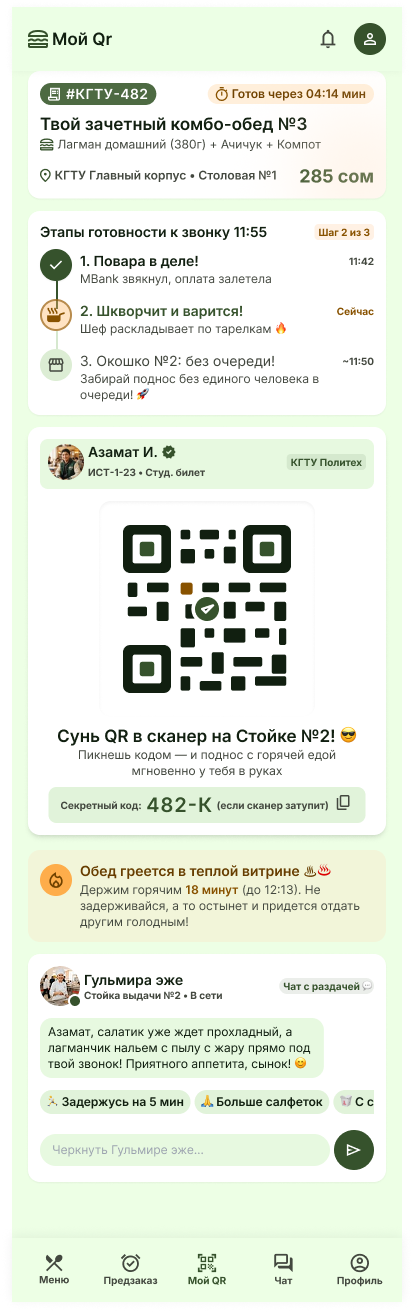 Мой Qr
#КГТУ-482
Готов через 04:14 мин
Твой зачетный комбо-обед №3
Лагман домашний (380г) + Ачичук + Компот
КГТУ Главный корпус • Столовая №1
285 сом
Этапы готовности к звонку 11:55
Шаг 2 из 3
1. Повара в деле!
11:42
MBank звякнул, оплата залетела
2. Шкворчит и варится!
Сейчас
Шеф раскладывает по тарелкам 🔥
3. Окошко №2: без очереди!
~11:50
Забирай поднос без единого человека в
очереди! 🚀
Азамат И.
ИСТ-1-23 • Студ. билет
КГТУ Политех
Сунь QR в сканер на Стойке №2! 😎
Пикнешь кодом — и поднос с горячей едой
мгновенно у тебя в руках
Секретный код: 482-К (если сканер затупит)
Обед греется в теплой витрине ♨️
Держим горячим 18 минут (до 12:13). Не
задерживайся, а то остынет и придется отдать
другим голодным!
Гульмира эже
Стойка выдачи №2 • В сети
Чат с раздачей 💬
Азамат, салатик уже ждет прохладный, а
лагманчик нальем с пылу с жару прямо под
твой звонок! Приятного аппетита, сынок! 😊
Задержусь на 5 мин
🙏 Больше салфеток
С с
Черкнуть Гульмире эже...
Меню
Предзаказ
Мой QR
Чат
Профиль